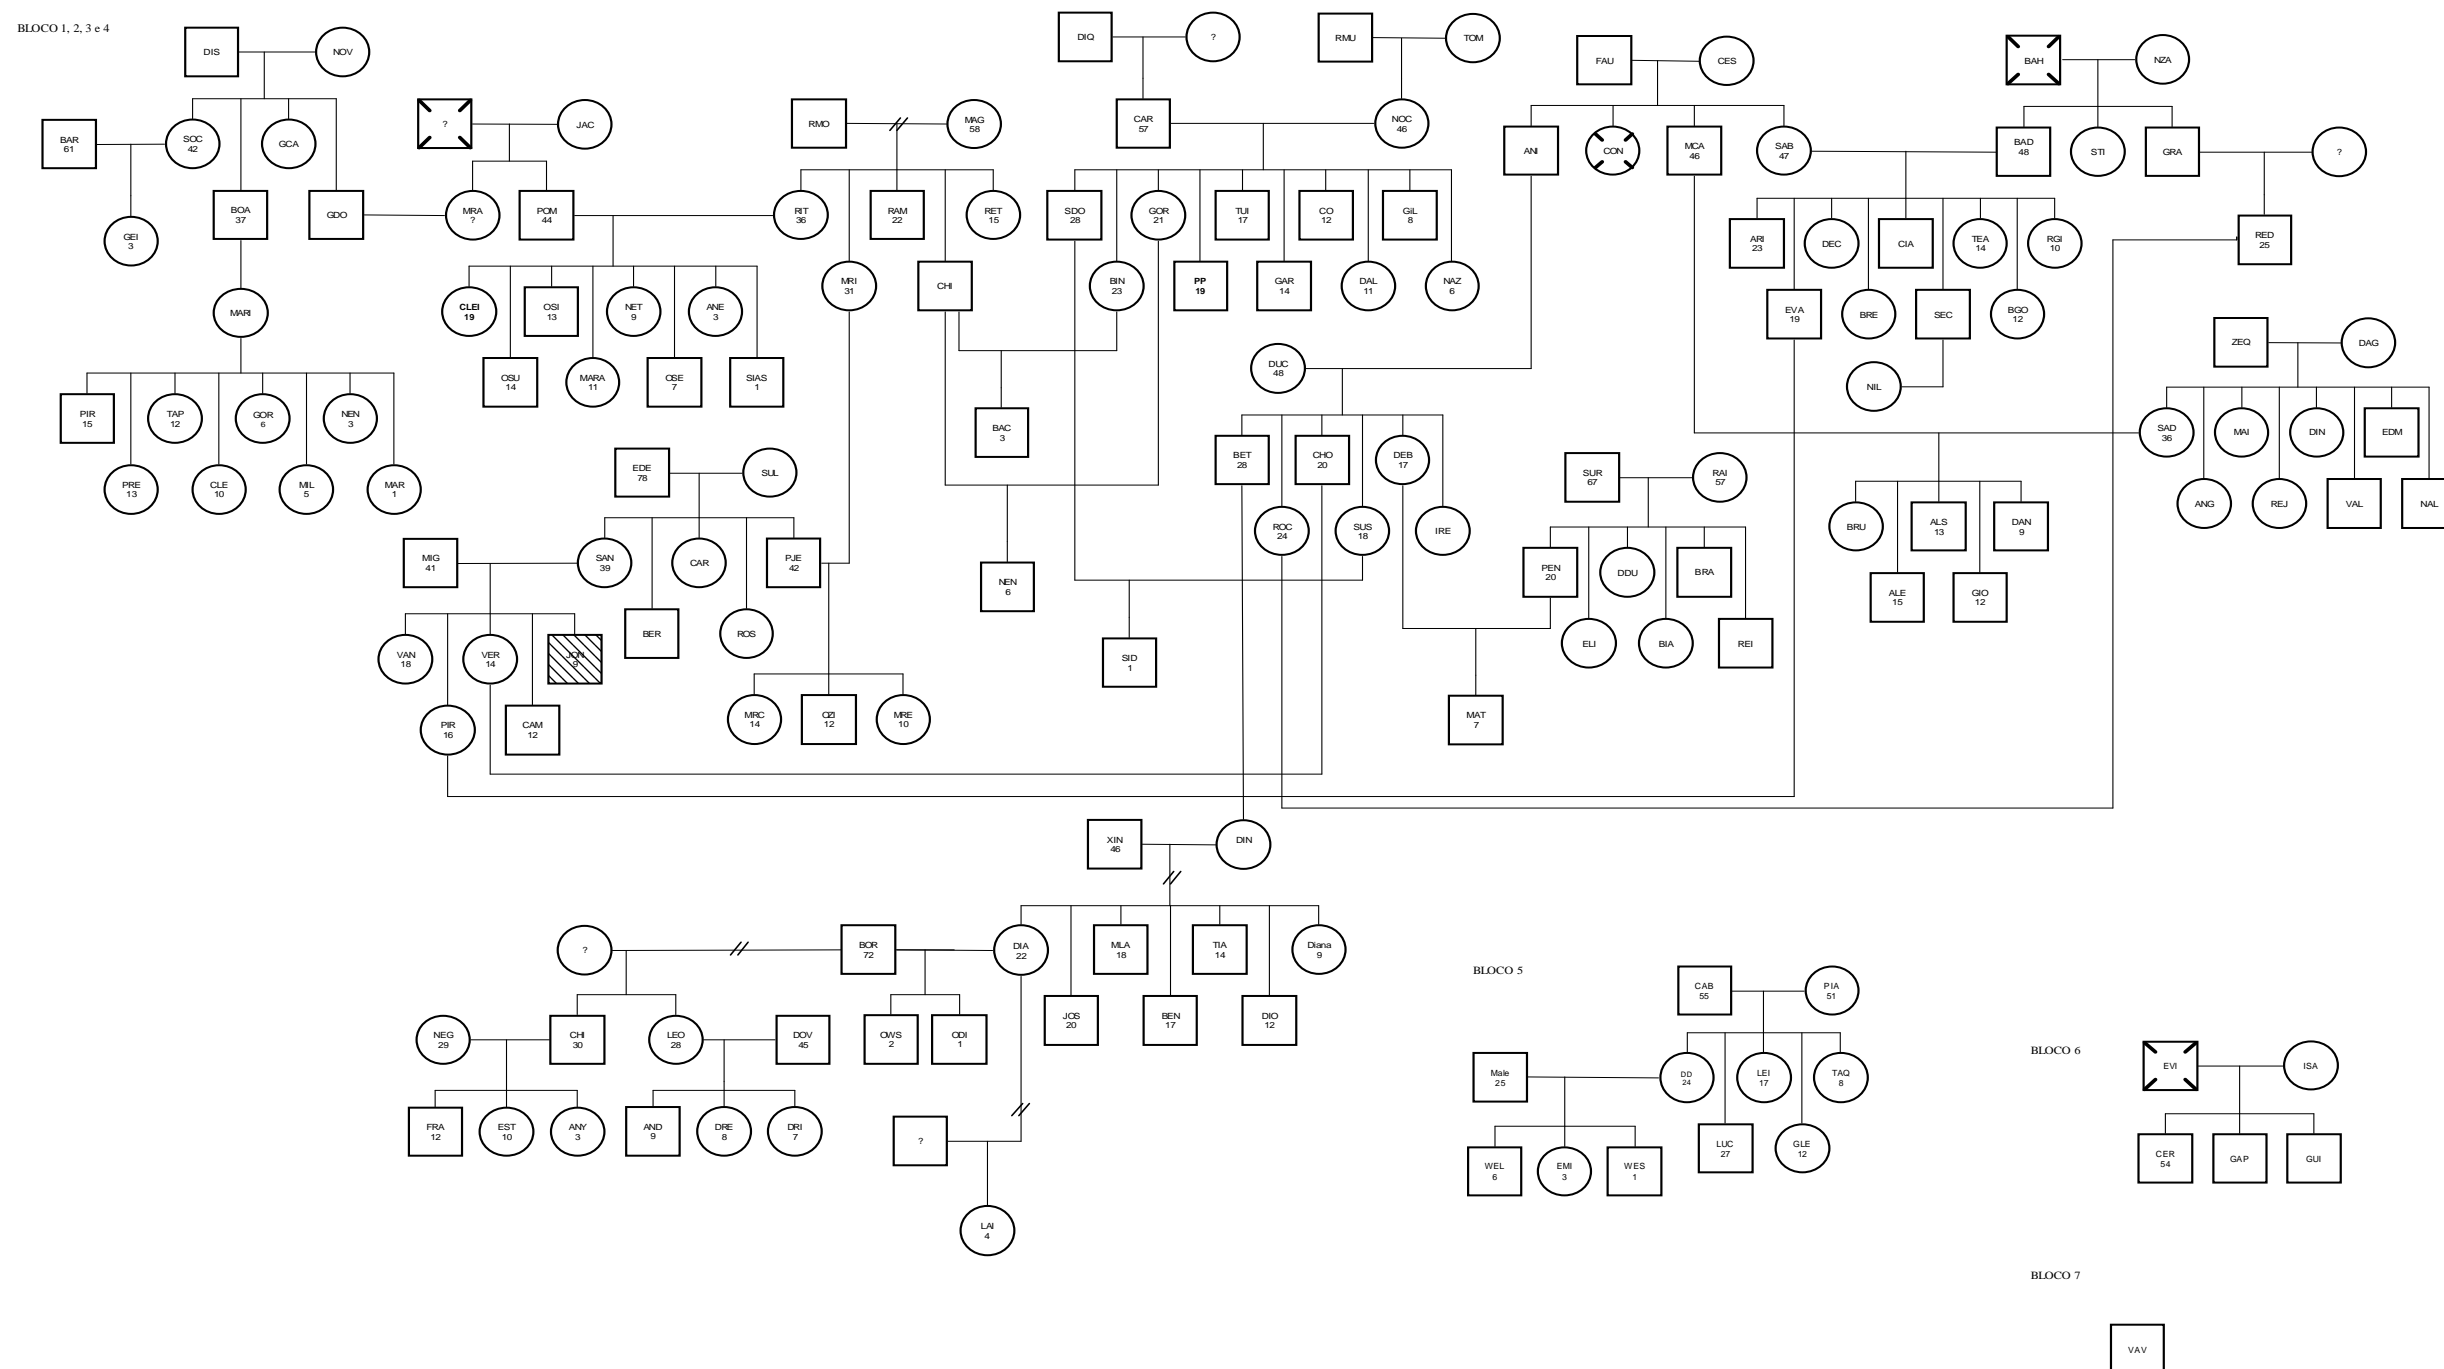 BLOCO 1, 2, 3 e 4
DIS
NOV
DIQ
?
RMU
TOM
FAU
CES
BAH
NZA
BAR
61
SOC
42
GCA
?
JAC
RMO
MAG
58
CAR
57
NOC
46
ANI
CON
MCA
46
SAB
47
BAD
48
STI
GRA
?
GEI
3
BOA
37
GDO
MRA
?
POM
44
RIT
36
RAM
22
RET
15
SDO
28
GOR
21
TUI
17
CO
12
GIL
8
ARI
23
DEC
CIA
TEA
14
RGI
10
RED
25
MARI
CLEI
19
OSI
13
NET
9
ANE
3
MRI
31
CHI
BIN
23
PP
19
GAR
14
DAL
11
NAZ
6
EVA
19
BRE
SEC
BGO
12
ZEQ
DAG
OSU
14
MARA
11
OSE
7
SIAS
1
DUC
48
NIL
PIR
15
TAP
12
GOR
6
NEN
3
BAC
3
SAD
36
MAI
DIN
EDM
PRE
13
CLE
10
MIL
5
MAR
1
EDE
78
SUL
BET
28
CHO
20
DEB
17
SUR
67
RAI
57
ANG
REJ
VAL
NAL
ROC
24
SUS
18
IRE
BRU
ALS
13
DAN
9
MIG
41
SAN
39
CAR
PJE
42
NEN
6
PEN
20
DDU
BRA
ALE
15
GIO
12
BER
ROS
ELI
BIA
REI
VAN
18
VER
14
JON
9
SID
1
PIR
16
CAM
12
MRC
14
OZI
12
MRE
10
MAT
7
XIN
46
DIN
?
BOR
72
DIA
22
MLA
18
TIA
14
Diana
9
BLOCO 5
CAB
55
PIA
51
JOS
20
BEN
17
DIO
12
NEG
29
CHI
30
LEO
28
DOV
45
OWS
2
ODI
1
BLOCO 6
EVI
ISA
Male
25
DD
24
LEI
17
TAQ
8
FRA
12
EST
10
ANY
3
AND
9
DRE
8
DRI
7
?
LUC
27
GLE
12
WEL
6
EMI
3
WES
1
CER
54
GAP
GUI
LAI
4
BLOCO 7
VAV